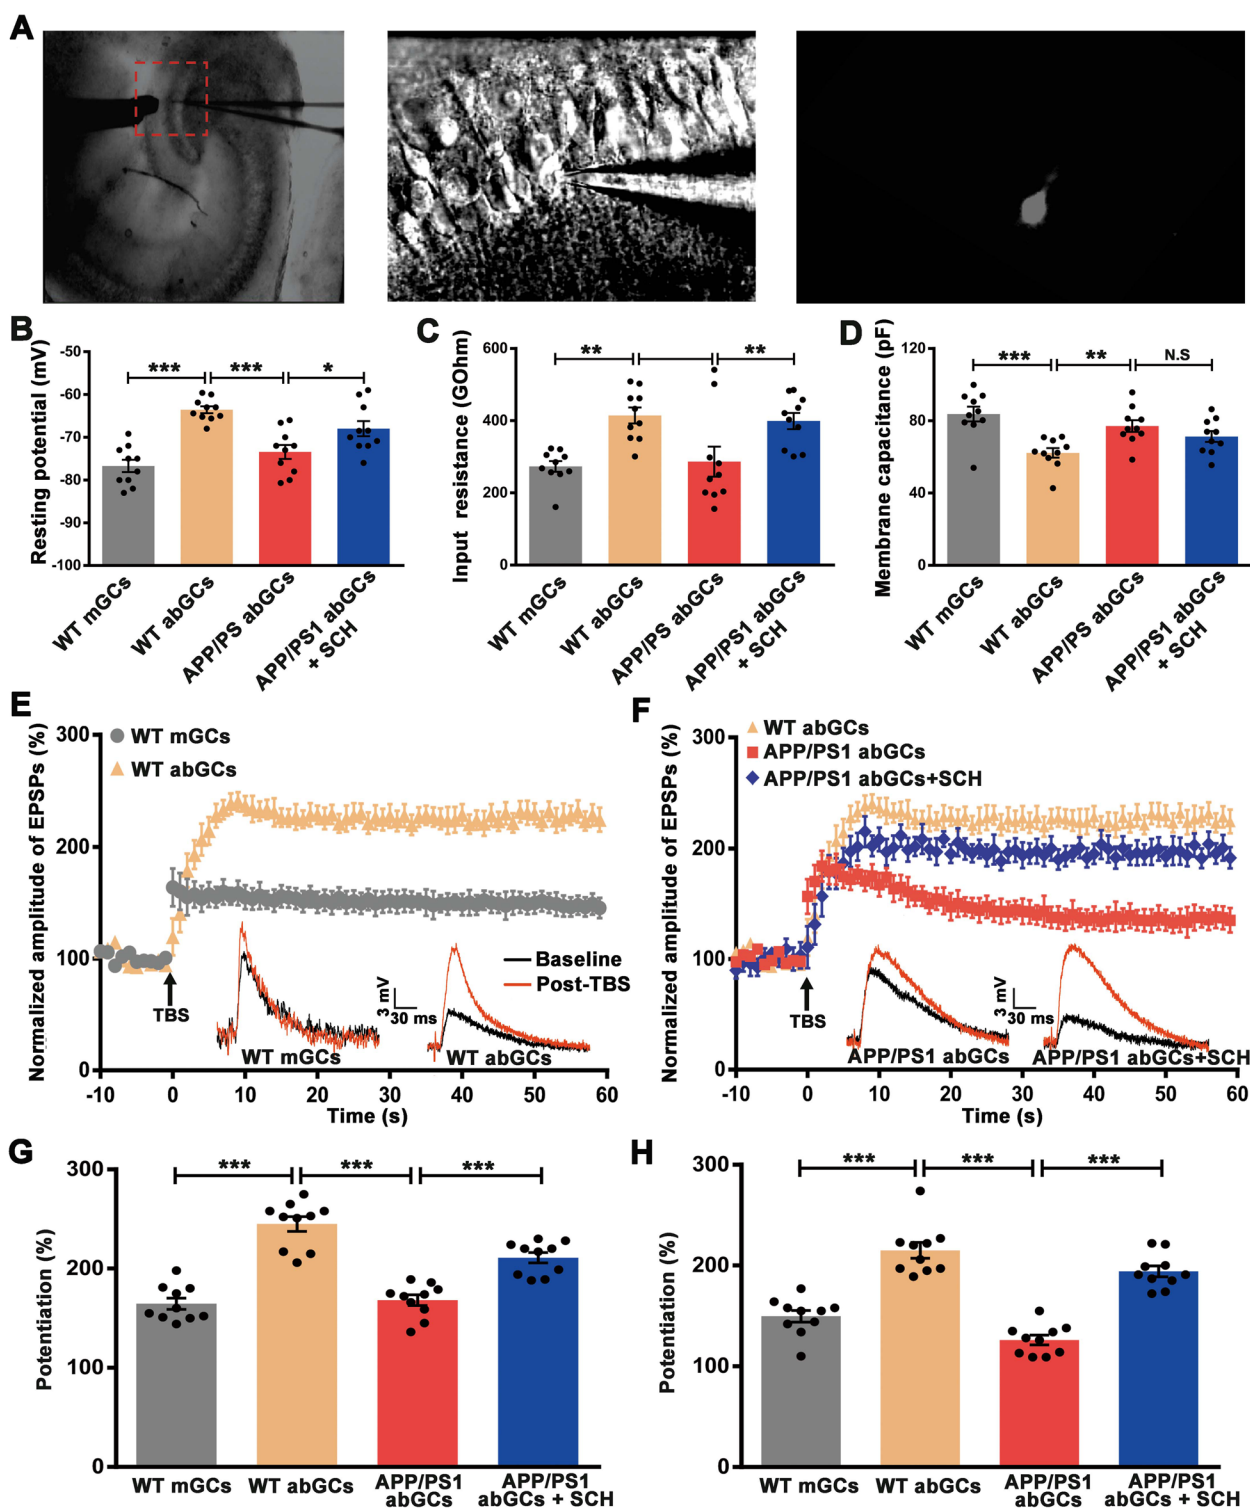 A
B
Resting potential (mV)
-50
-60
-70
-80
-90
-100
***
***
*
WT mGCs
WT abGCs
APP/PS abGCs
APP/PS1 abGCs
+ SCH
C
Input resistance (GOhm)
600
400
200
0
**
**
WT mGCs
WT abGCs
APP/PS abGCs
APP/PS1 abGCs
+ SCH
D
Membrane capacitance (pF)
120
80
40
0
***
**
N.S
WT mGCs
WT abGCs
APP/PS abGCs
APP/PS1 abGCs
+ SCH
E
Normalized amplitude of EPSPs (%)
300
200
100
0
WT mGCs
WT abGCs
TBS
Baseline
Post-TBS
3 mV
30 ms
WT mGCs
WT abGCs
-10 0 10 20 30 40 50 60
Time (s)
F
Normalized amplitude of EPSPs (%)
300
200
100
0
WT abGCs
APP/PS1 abGCs
APP/PS1 abGCs+SCH
TBS
3 mV
30 ms
APP/PS1 abGCs
APP/PS1 abGCs+SCH
-10 0 10 20 30 40 50 60
Time (s)
G
Potentiation (%)
300
200
100
0
***
***
***
WT mGCs
WT abGCs
APP/PS1
abGCs
APP/PS1
abGCs + SCH
H
Potentiation (%)
300
200
100
0
***
***
***
WT mGCs
WT abGCs
APP/PS1
abGCs
APP/PS1
abGCs + SCH